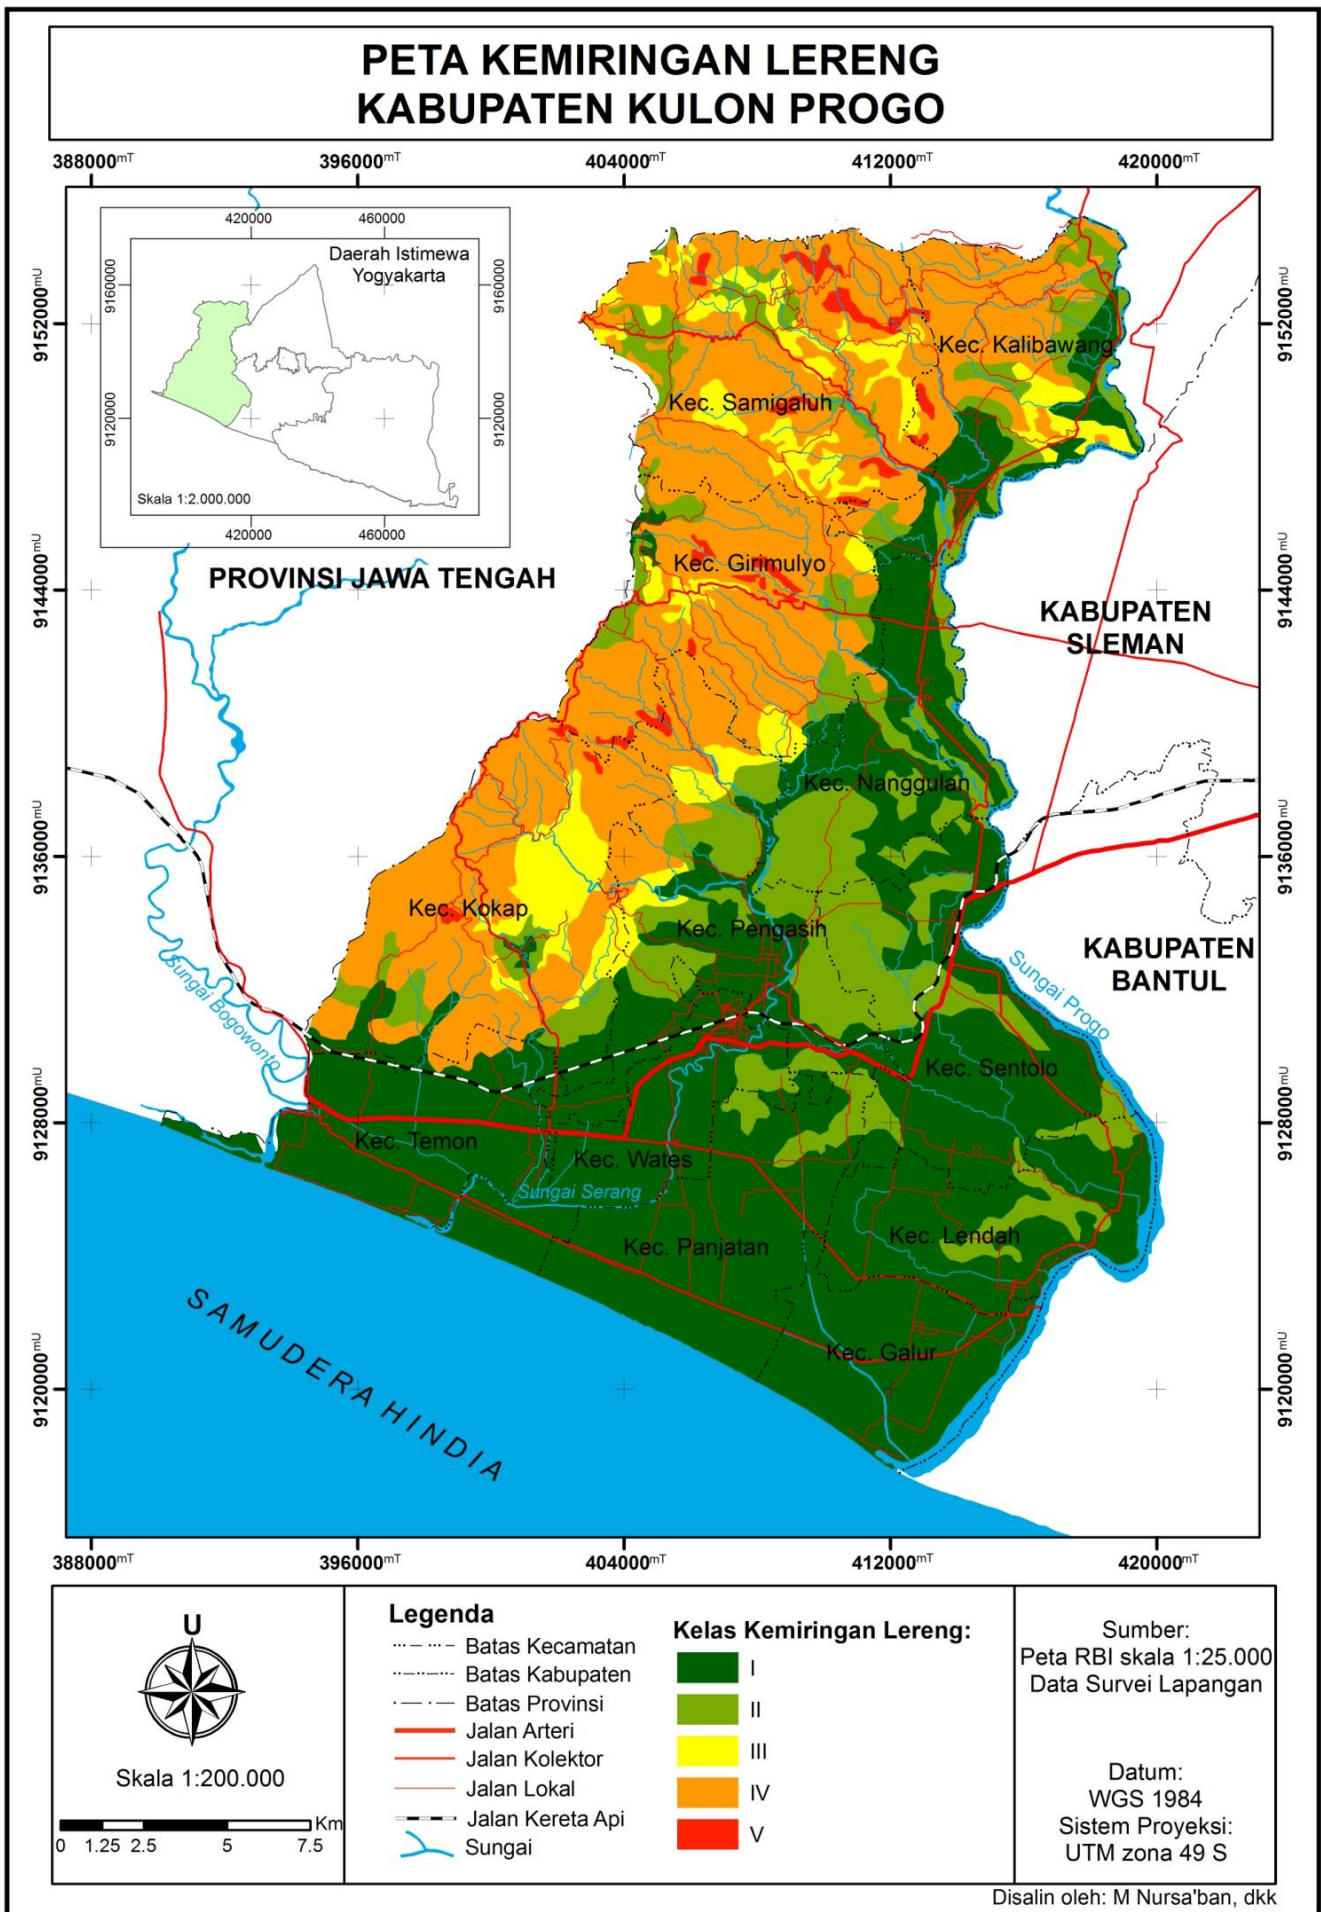 PETA KEMIRINGAN LERENG
KABUPATEN KULON PROGO
388000mT
396000mT
404000mT
412000mT
420000mT
420000
460000
Daerah Istimewa
Yogyakarta
9160000
9160000
9120000
9120000
Skala 1:2.000.000
420000
460000
9152000mU
9152000mU
Kec. Kalibawang
Kec. Samigaluh
Kec. Girimulyo
PROVINSI JAWA TENGAH
9144000mU
9144000mU
KABUPATEN
SLEMAN
Kec. Nanggulan
9136000mU
9136000mU
Kec. Kokap
Kec. Pengasih
KABUPATEN
BANTUL
Sungai Bogowonto
Sungai Progo
Kec. Sentolo
9128000mU
9128000mU
Kec. Temon
Kec. Wates
Sungai Serang
Kec. Lendah
Kec. Panjatan
SAMUDERA HINDIA
Kec. Galur
9120000mU
9120000mU
388000mT
396000mT
404000mT
412000mT
420000mT
U
Skala 1:200.000
Km
0 1.25 2.5 5 7.5
Legenda
Batas Kecamatan
Batas Kabupaten
Batas Provinsi
Jalan Arteri
Jalan Kolektor
Jalan Lokal
Jalan Kereta Api
Sungai
Kelas Kemiringan Lereng:
I
II
III
IV
V
Sumber:
Peta RBI skala 1:25.000
Data Survei Lapangan
Datum:
WGS 1984
Sistem Proyeksi:
UTM zona 49 S
Disalin oleh: M Nursa'ban, dkk